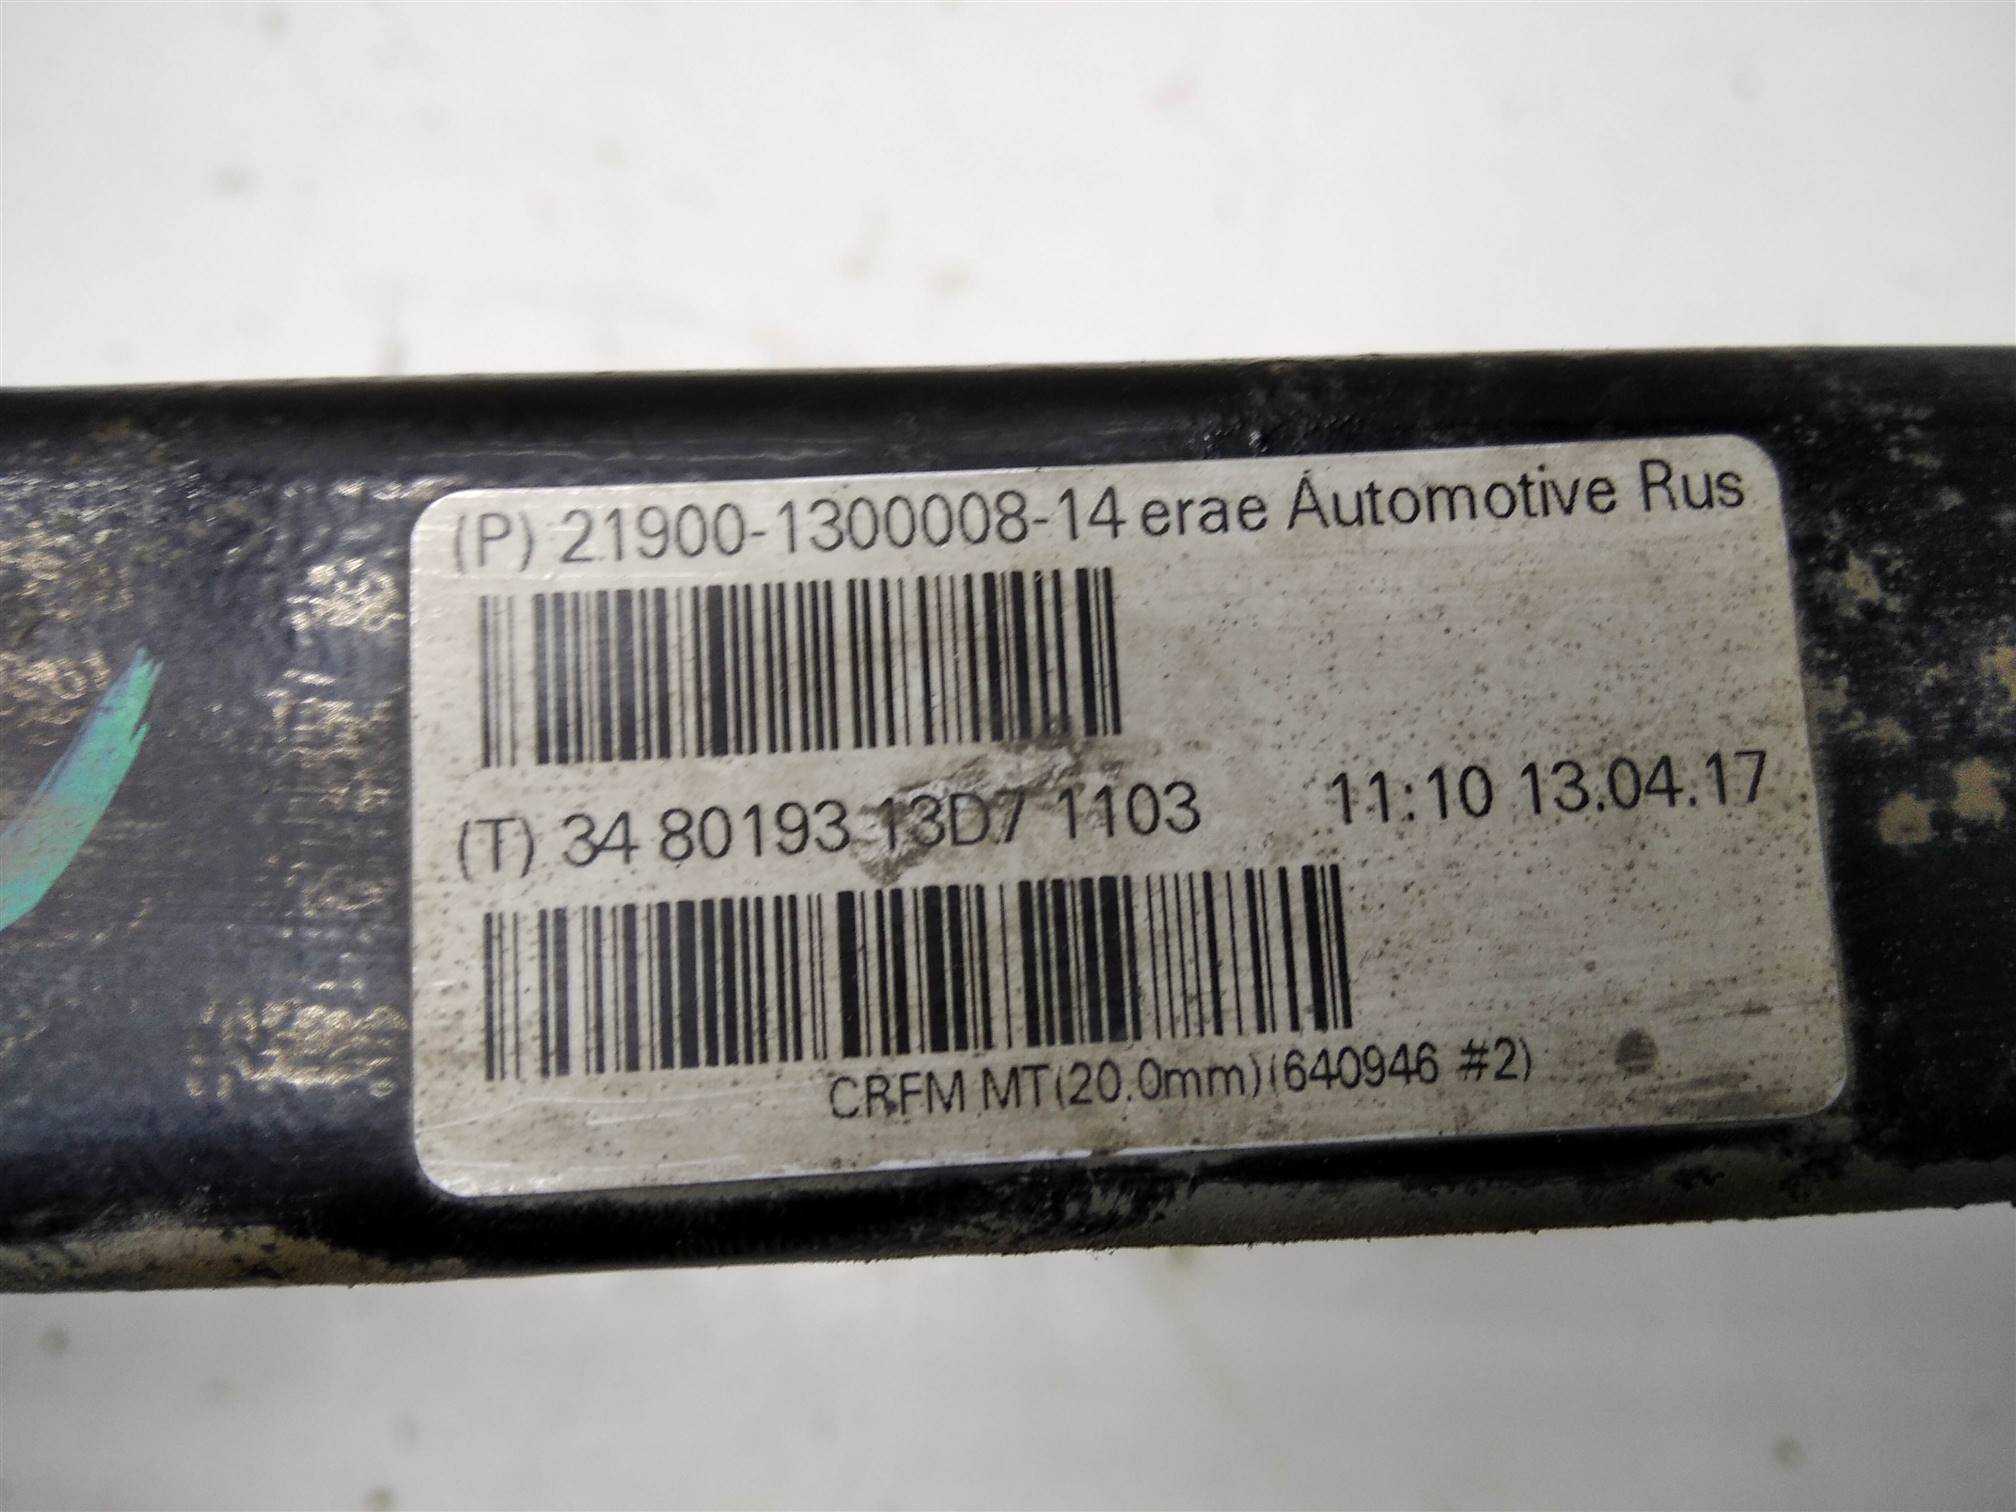 (P) 21900-1300008-14 erae Automotive Rus
(T) 34 80193 13D7 1103 11:10 13.04.17
CRFM MT(20.0mm)(640946 #2)